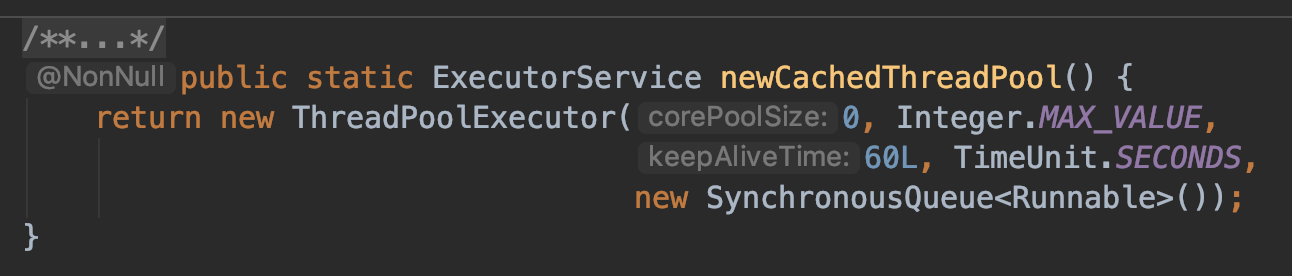 /**...*/
@NonNull public static ExecutorService newCachedThreadPool() {
return new ThreadPoolExecutor( corePoolSize: 0, Integer.MAX_VALUE,
keepAliveTime: 60L, TimeUnit.SECONDS,
new SynchronousQueue<Runnable>());
}